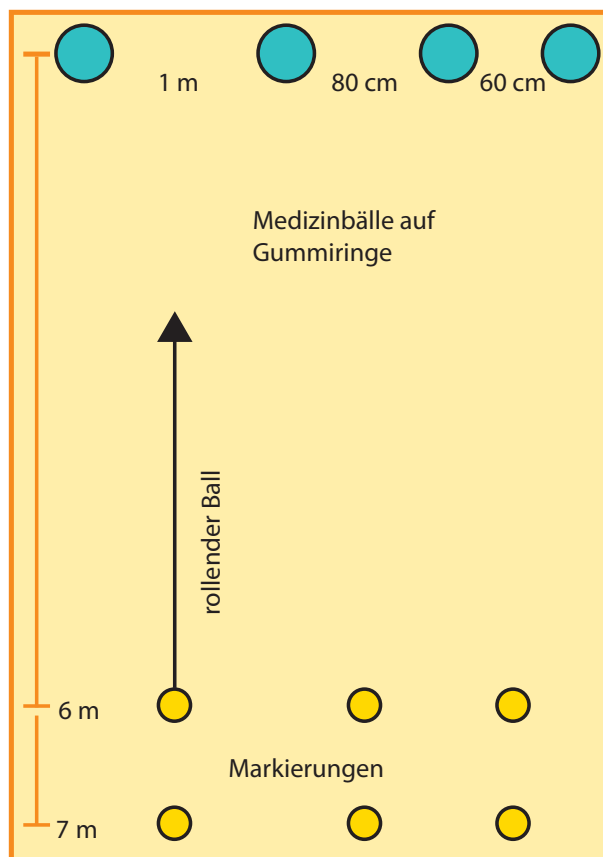 1 m
80 cm
60 cm
Medizinbälle auf
Gummiringe
rollender Ball
6 m
Markierungen
7 m